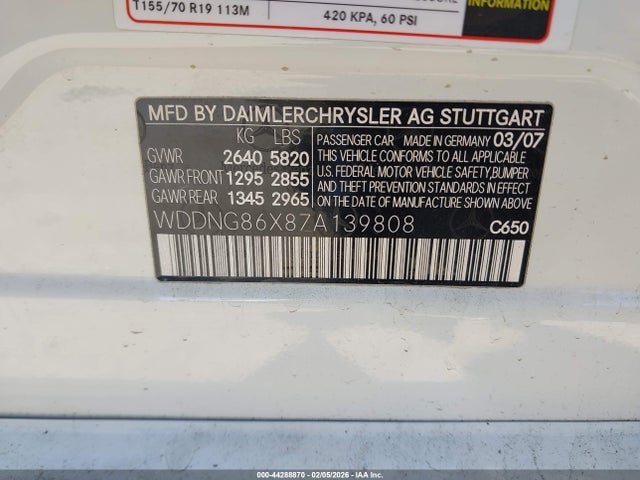 T155/70 R19 113M
420 KPA, 60 PSI
INFORMATION
MFD BY DAIMLERCHRYSLER AG STUTTGART
KG LBS
PASSENGER CAR MADE IN GERMANY 03/07
GVWR 2640 5820
THIS VEHICLE CONFORMS TO ALL APPLICABLE
GAWR FRONT 1295 2855
U.S. FEDERAL MOTOR VEHICLE SAFETY,BUMPER
AND THEFT PREVENTION STANDARDS IN
GAWR REAR 1345 2965
EFFECT ON DATE OF MANUFACTURE SHOWN ABOVE
WDDNG86X87A139808
C650
000-44288870 - 02/05/2026 - IAA, Inc.